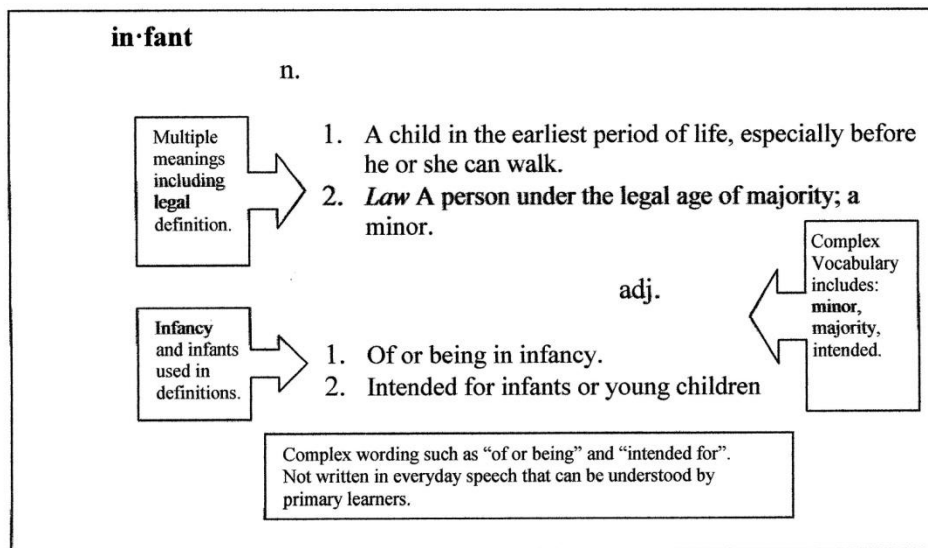 in·fant
n.
Multiple
meanings
including
legal
definition.
1. A child in the earliest period of life, especially before
he or she can walk.
2. Law A person under the legal age of majority; a
minor.
Complex
Vocabulary
includes:
minor,
majority,
intended.
adj.
Infancy
and infants
used in
definitions.
1. Of or being in infancy.
2. Intended for infants or young children
Complex wording such as “of or being” and “intended for”.
Not written in everyday speech that can be understood by
primary learners.